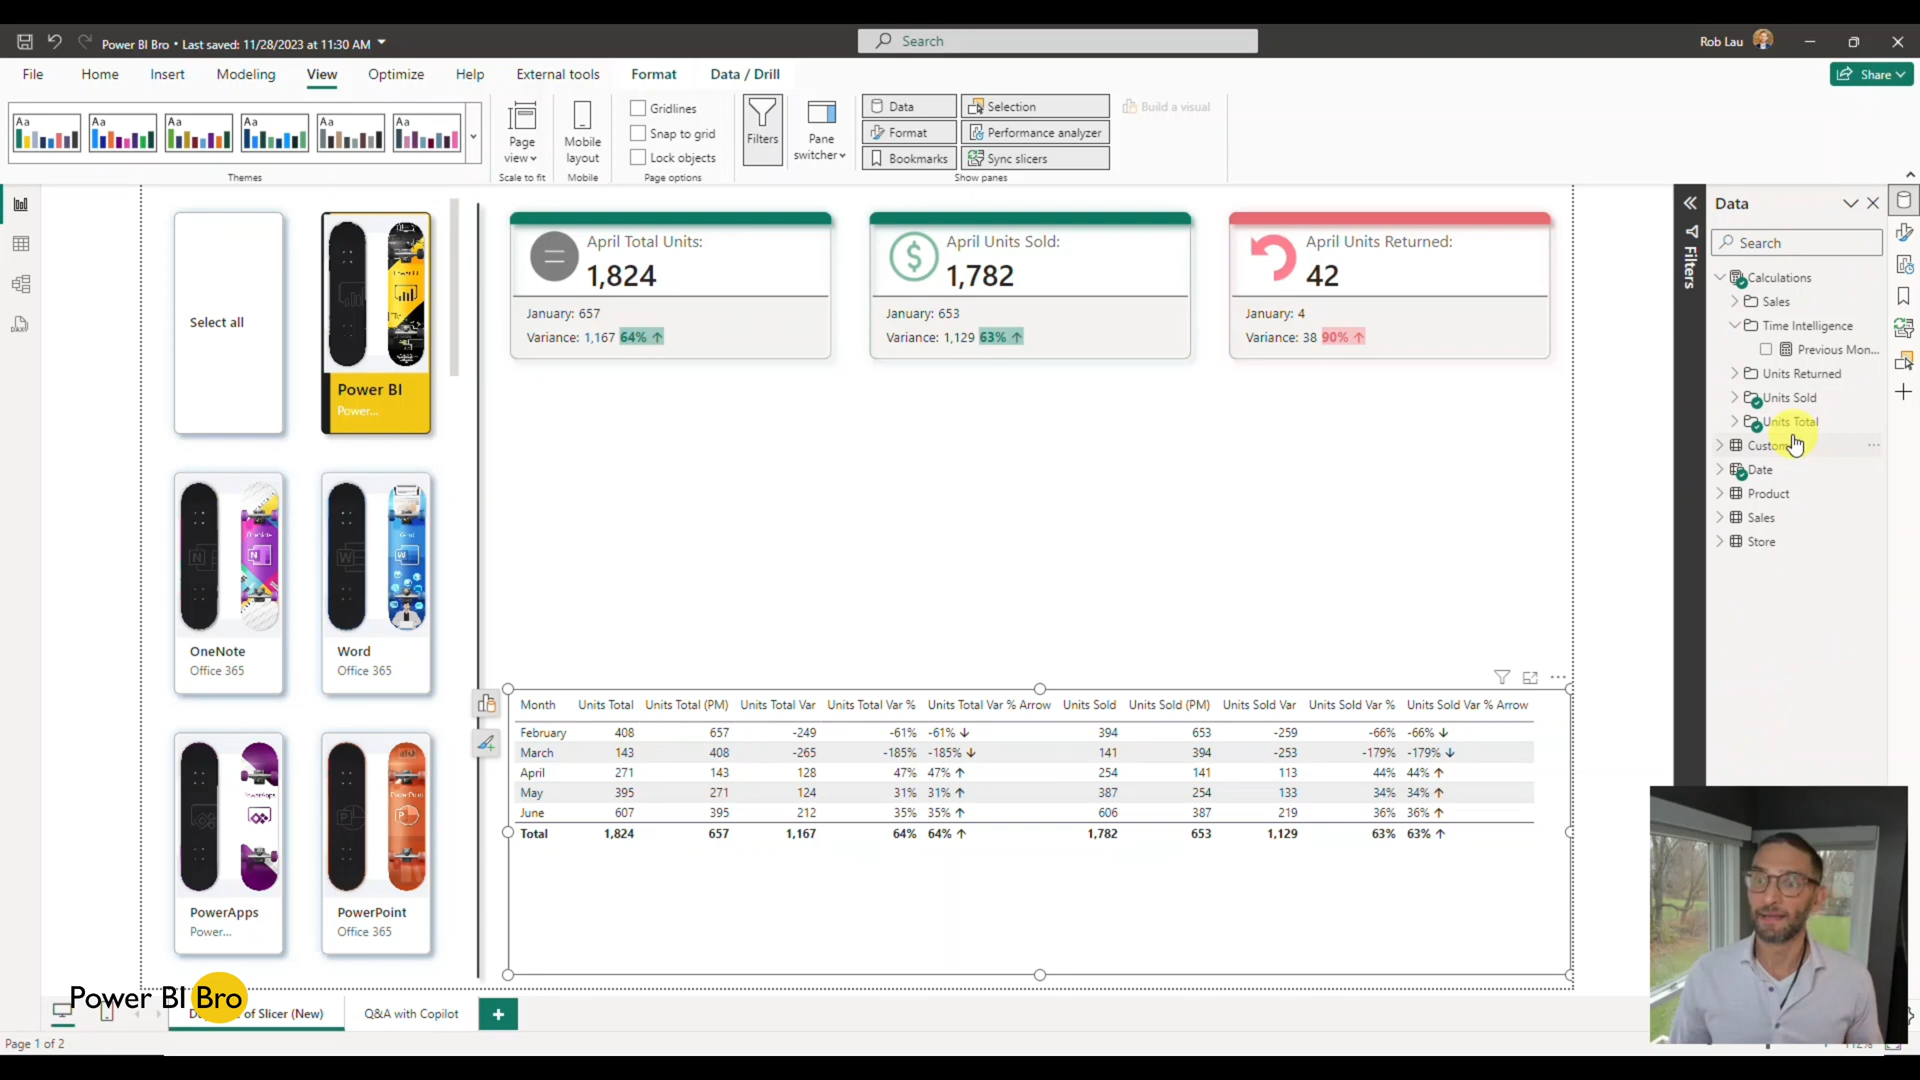 Power BI Bro • Last saved: 11/28/2023 at 11:30 AM
Search
Rob Lau
File Home Insert Modeling View Optimize Help External tools Format Data / Drill
Share
Aa Aa Aa Aa Aa Aa
Themes
Page view
Scale to fit
Mobile layout
Mobile
Gridlines
Snap to grid
Lock objects
Page options
Filters
Pane switcher
Data
Format
Bookmarks
Selection
Performance analyzer
Sync slicers
Show panes
Build a visual
Select all
Power BI
Power...
OneNote
Office 365
Word
Office 365
PowerApps
Power...
PowerPoint
Office 365
April Total Units:
1,824
January: 657
Variance: 1,167 64% ↑
April Units Sold:
1,782
January: 653
Variance: 1,129 63% ↑
April Units Returned:
42
January: 4
Variance: 38 90% ↑
Month Units Total Units Total (PM) Units Total Var Units Total Var % Units Total Var % Arrow Units Sold Units Sold (PM) Units Sold Var Units Sold Var % Units Sold Var % Arrow
February 408 657 -249 -61% -61% ↓ 394 653 -259 -66% -66% ↓
March 143 408 -265 -185% -185% ↓ 141 394 -253 -179% -179% ↓
April 271 143 128 47% 47% ↑ 254 141 113 44% 44% ↑
May 395 271 124 31% 31% ↑ 387 254 133 34% 34% ↑
June 607 395 212 35% 35% ↑ 606 387 219 36% 36% ↑
Total 1,824 657 1,167 64% 64% ↑ 1,782 653 1,129 63% 63% ↑
Filters
Data
Search
Calculations
Sales
Time Intelligence
Previous Mon...
Units Returned
Units Sold
Units Total
Custom
Date
Product
Sales
Store
Power BI Bro
of Slicer (New)
Q&A with Copilot
Page 1 of 2